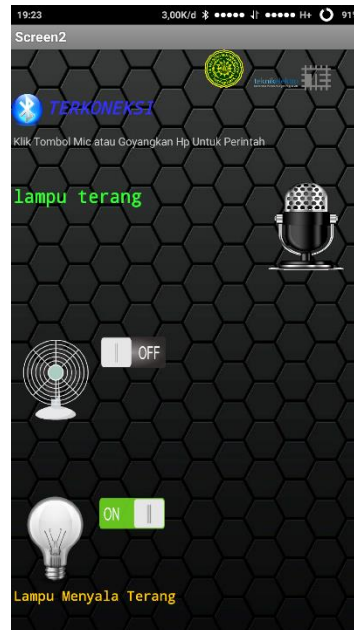 19:23 3,00K/d H+ 91
Screen2
TERKONEKSI
Klik Tombol Mic atau Goyangkan Hp Untuk Perintah
lampu terang
OFF
ON
Lampu Menyala Terang